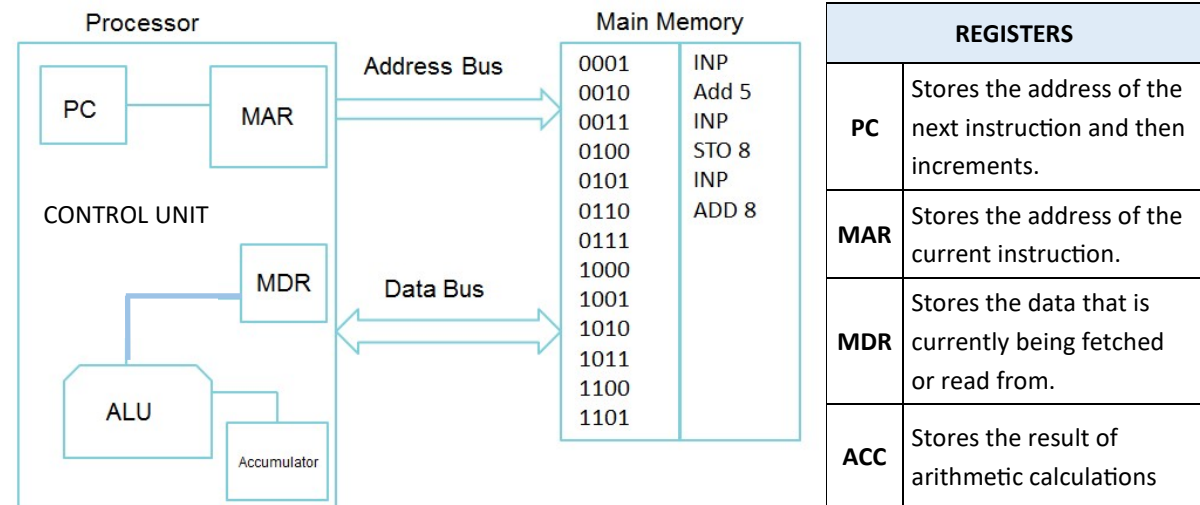 Processor
PC
MAR
CONTROL UNIT
MDR
ALU
Accumulator
Address Bus
Data Bus
Main Memory
0001 INP
0010 Add 5
0011 INP
0100 STO 8
0101 INP
0110 ADD 8
0111
1000
1001
1010
1011
1100
1101
REGISTERS
PC Stores the address of the
next instruction and then
increments.
MAR Stores the address of the
current instruction.
MDR Stores the data that is
currently being fetched
or read from.
ACC Stores the result of
arithmetic calculations